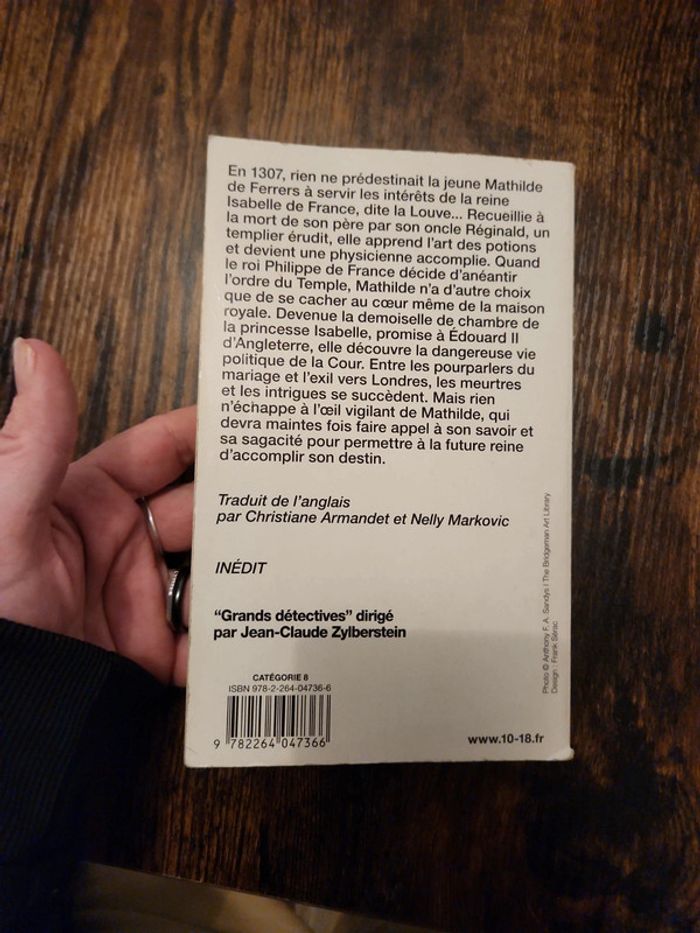 En 1307, rien ne prédestinait la jeune Mathilde
de Ferrers à servir les intérêts de la reine
Isabelle de France, dite la Louve... Recueillie à
la mort de son père par son oncle Réginald, un
templier érudit, elle apprend l'art des potions
et devient une physicienne accomplie. Quand
le roi Philippe de France décide d'anéantir
l'ordre du Temple, Mathilde n'a d'autre choix
que de se cacher au cœur même de la maison
royale. Devenue la demoiselle de chambre de
la princesse Isabelle, promise à Édouard II
d'Angleterre, elle découvre la dangereuse vie
politique de la Cour. Entre les pourparlers du
mariage et l'exil vers Londres, les meurtres
et les intrigues se succèdent. Mais rien
n'échappe à l'œil vigilant de Mathilde, qui
devra maintes fois faire appel à son savoir et
sa sagacité pour permettre à la future reine
d'accomplir son destin.
Traduit de l'anglais
par Christiane Armandet et Nelly Markovic
INÉDIT
"Grands détectives" dirigé
par Jean-Claude Zylberstein
CATÉGORIE 8
ISBN 978-2-264-04736-6
9 782264 047366
www.10-18.fr
Photo © Anthony F. A. Sandys I The Bridgeman Art Library
Design : Frank Sérac